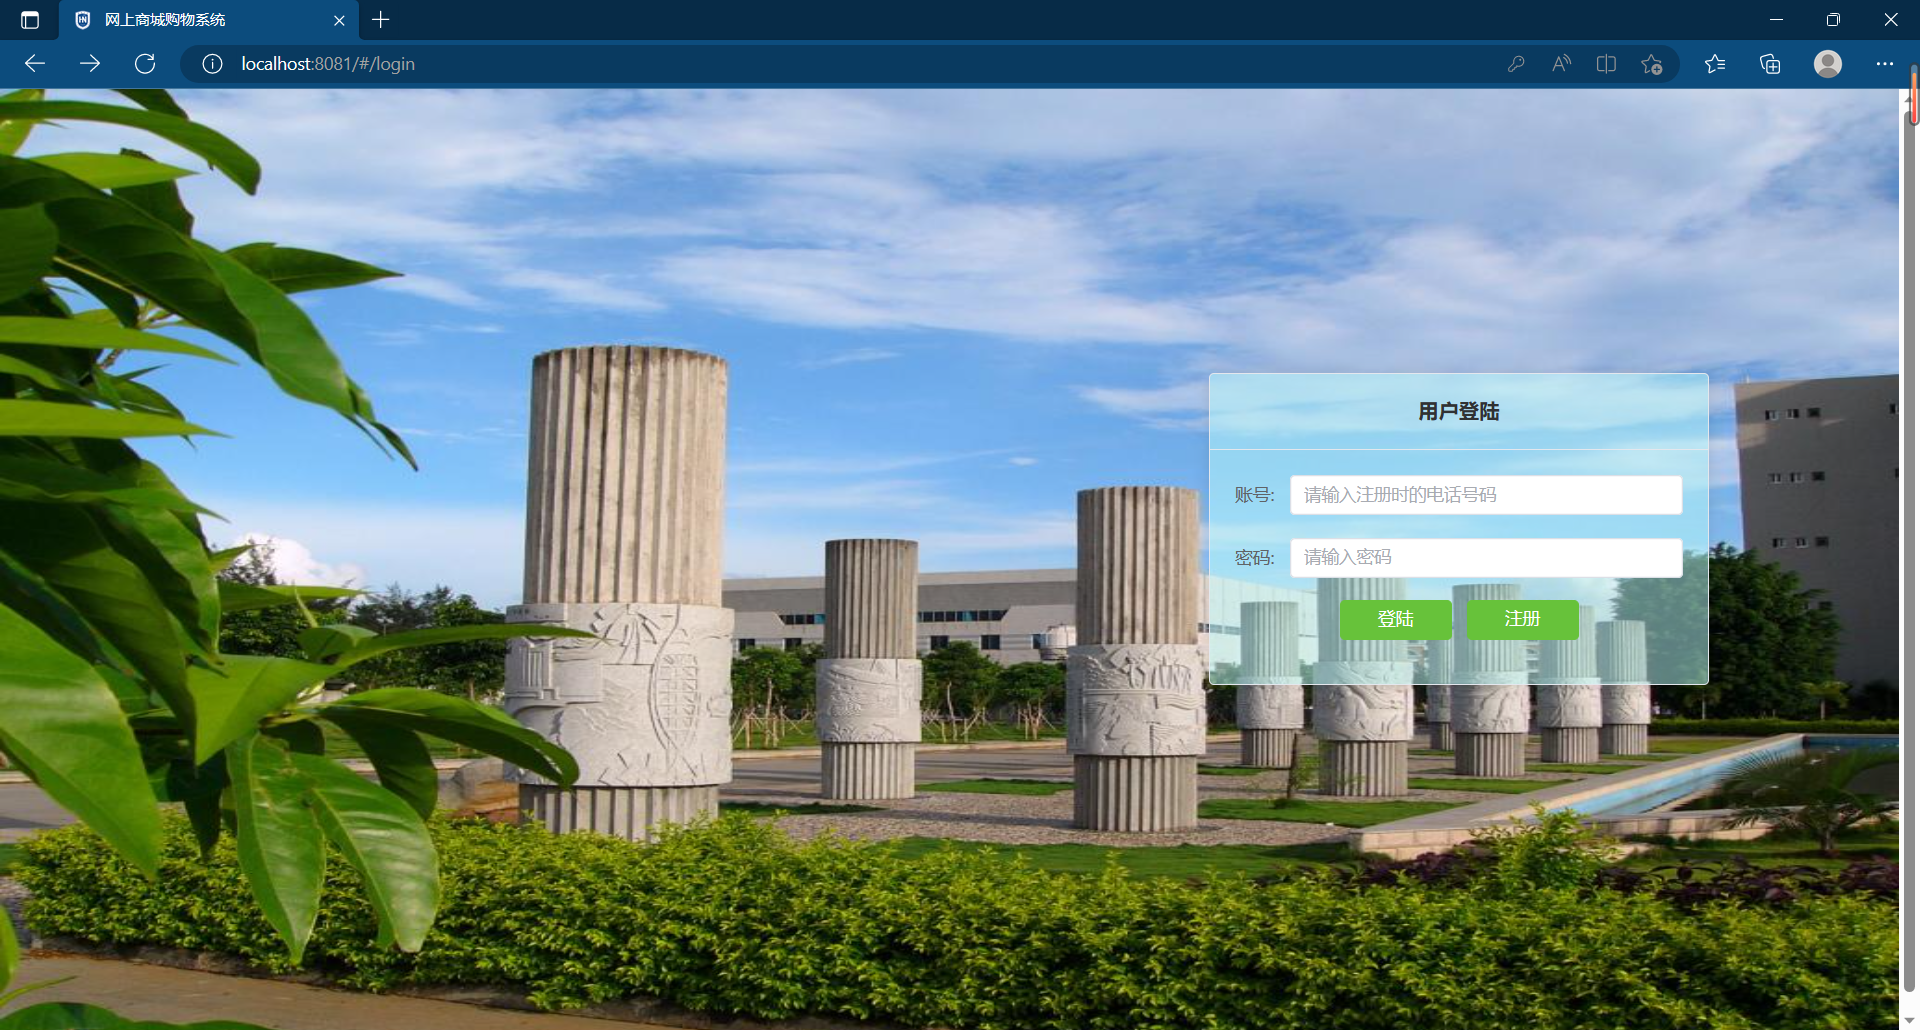 网上商城购物系统
localhost:8081/#/login
用户登陆
账号: 请输入注册时的电话号码
密码: 请输入密码
登陆 注册